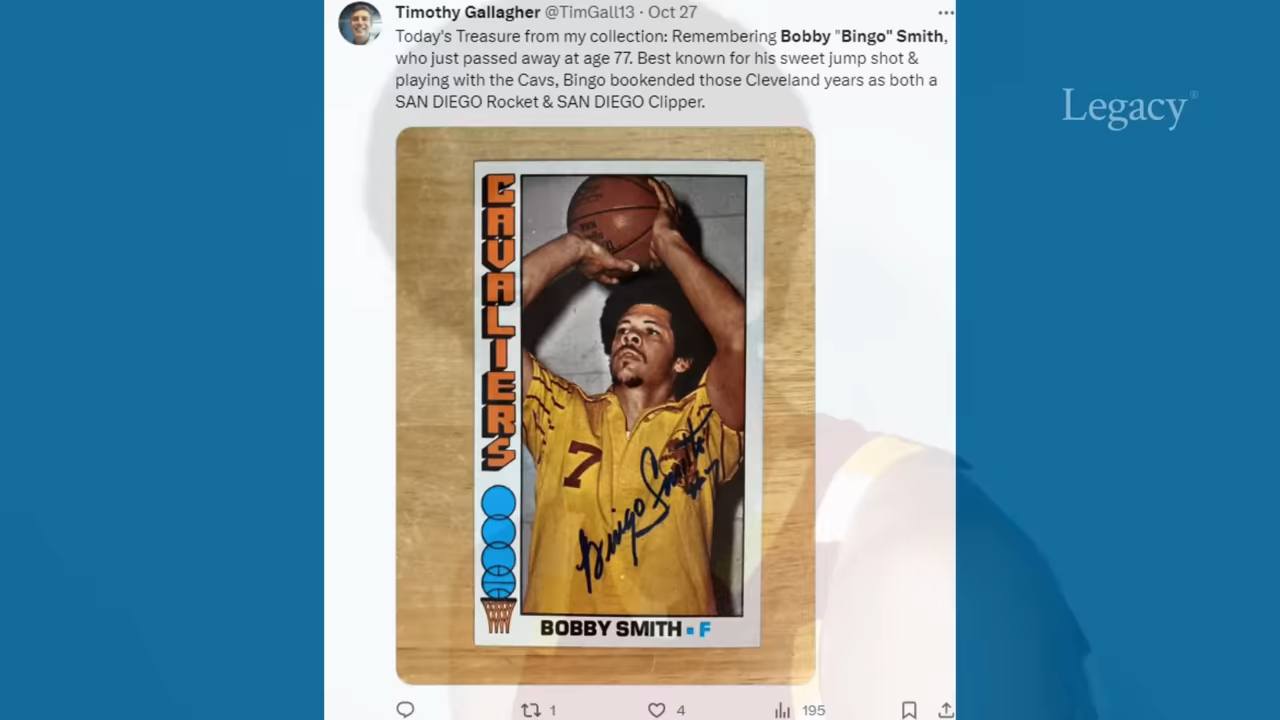 Timothy Gallagher @TimGall13 · Oct 27
Today's Treasure from my collection: Remembering Bobby "Bingo" Smith,
who just passed away at age 77. Best known for his sweet jump shot &
playing with the Cavs, Bingo bookended those Cleveland years as both a
SAN DIEGO Rocket & SAN DIEGO Clipper.
Legacy®
CAVALIERS
7
Bingo Smith
#7
BOBBY SMITH ▪ F
1
4
195